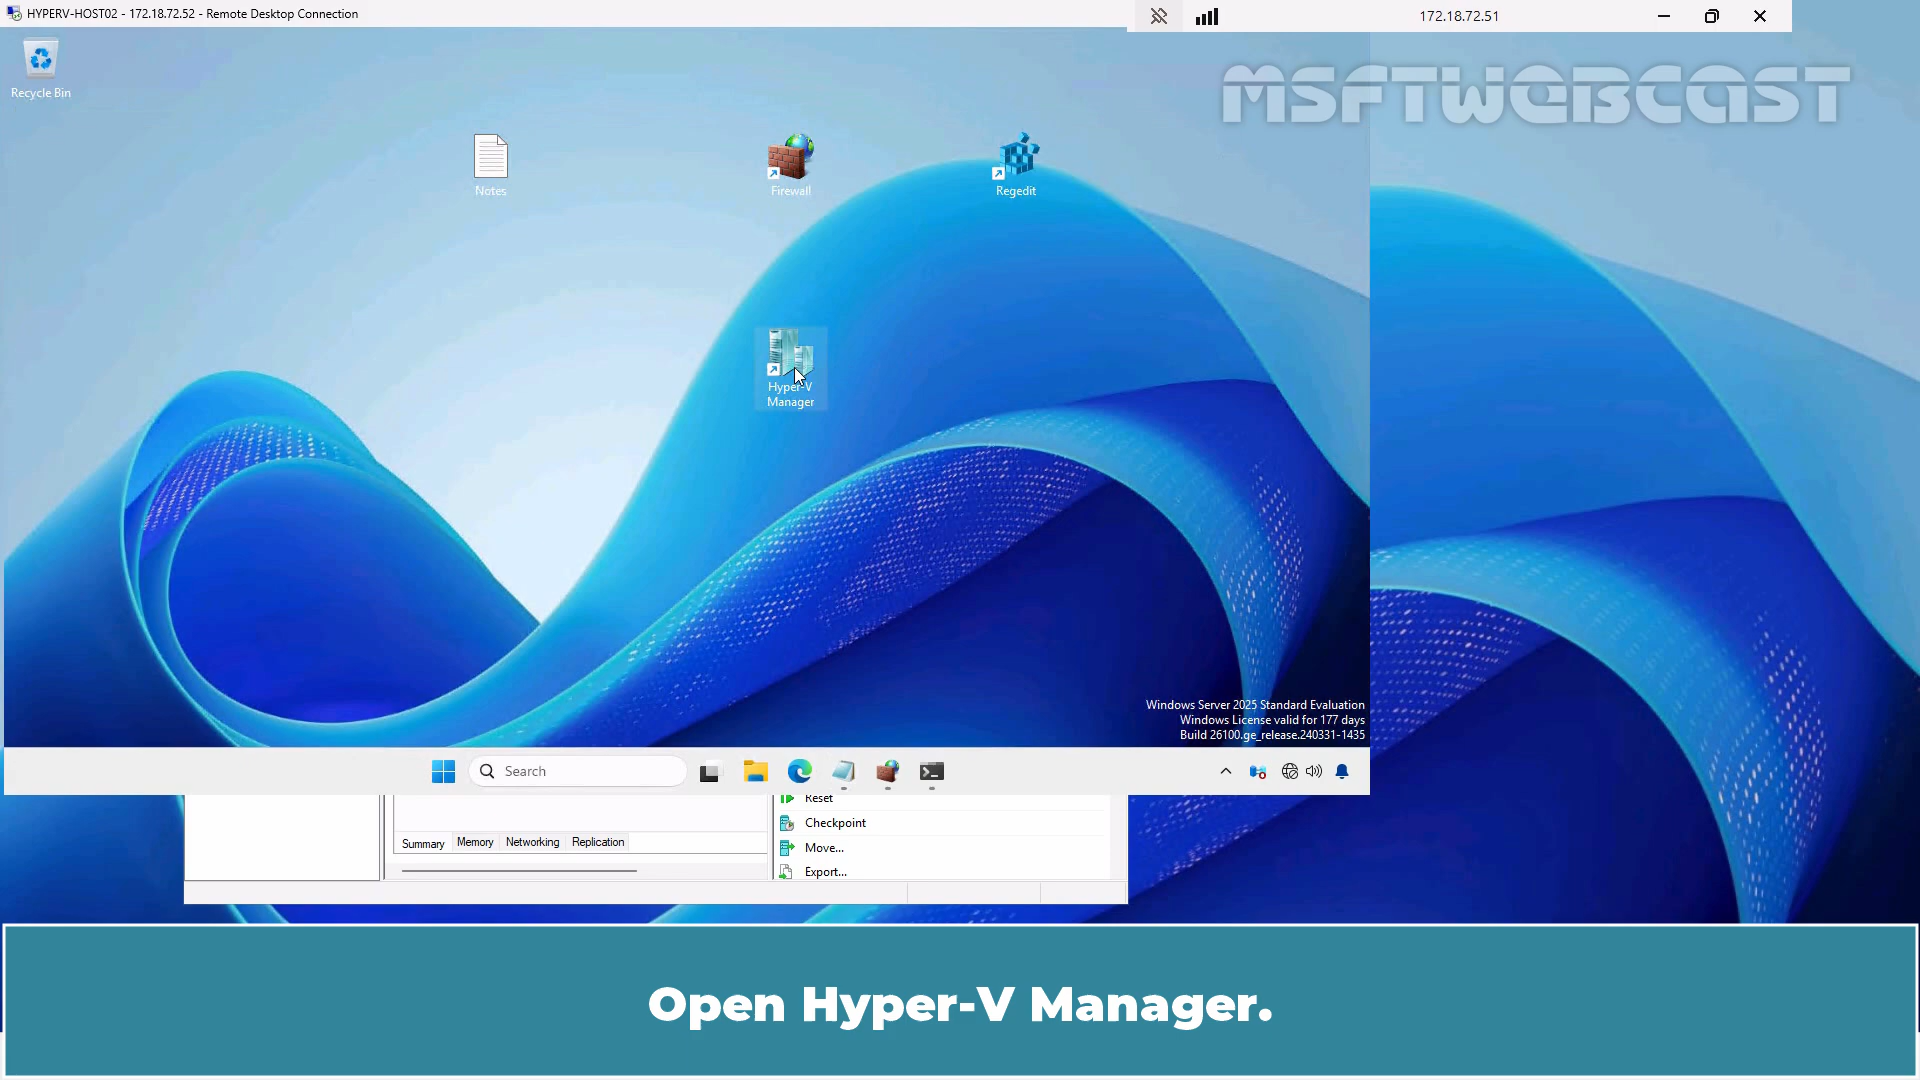 HYPERV-HOST02 - 172.18.72.52 - Remote Desktop Connection
172.18.72.51
MSFTWEBCAST
Recycle Bin
Notes
Firewall
Regedit
Hyper-V
Manager
Windows Server 2025 Standard Evaluation
Windows License valid for 177 days
Build 26100.ge_release.240331-1435
Search
Reset
Checkpoint
Move...
Export...
Summary
Memory
Networking
Replication
Open Hyper-V Manager.